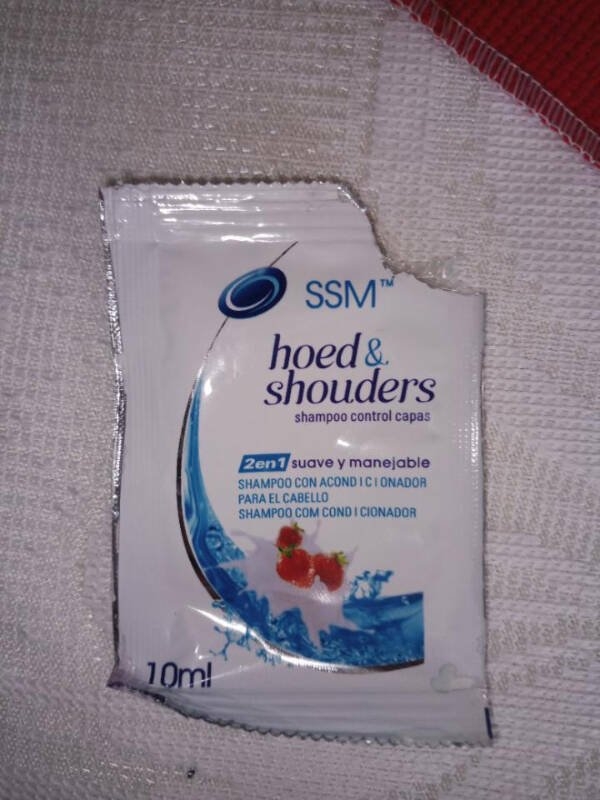 SSM™
hoed &
shouders
shampoo control capas
2en1 suave y manejable
SHAMPOO CON ACOND I C I ONADOR
PARA EL CABELLO
SHAMPOO COM COND I CIONADOR
10ml